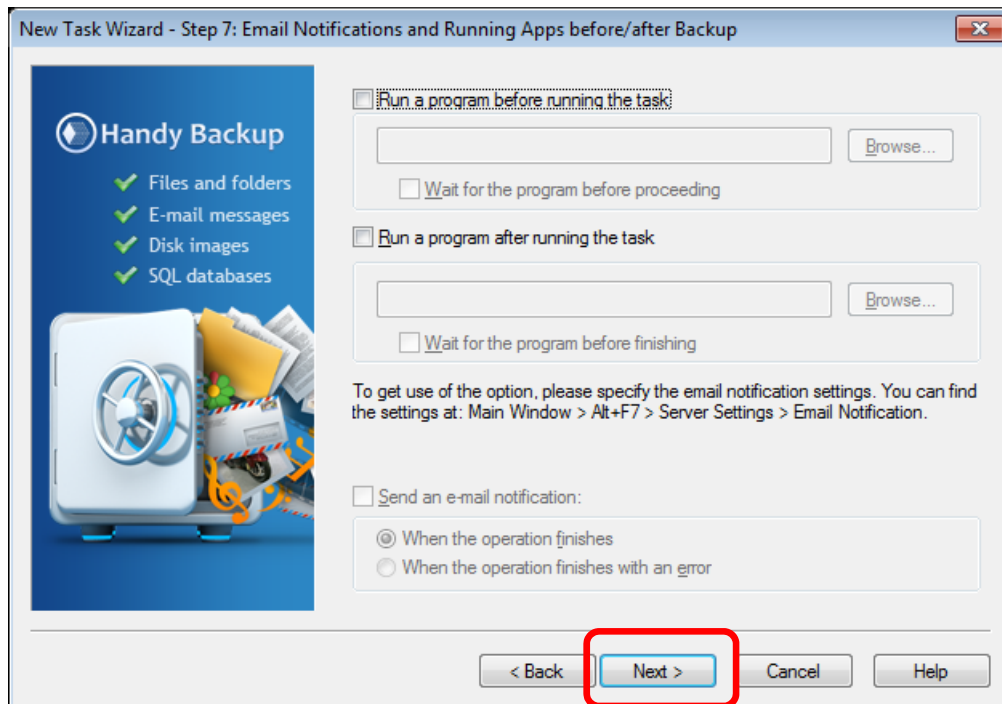 New Task Wizard - Step 7: Email Notifications and Running Apps before/after Backup
Handy Backup
Files and folders
E-mail messages
Disk images
SQL databases
Run a program before running the task
Browse...
Wait for the program before proceeding
Run a program after running the task
Browse...
Wait for the program before finishing
To get use of the option, please specify the email notification settings. You can find
the settings at: Main Window > Alt+F7 > Server Settings > Email Notification.
Send an e-mail notification:
When the operation finishes
When the operation finishes with an error
< Back
Next >
Cancel
Help